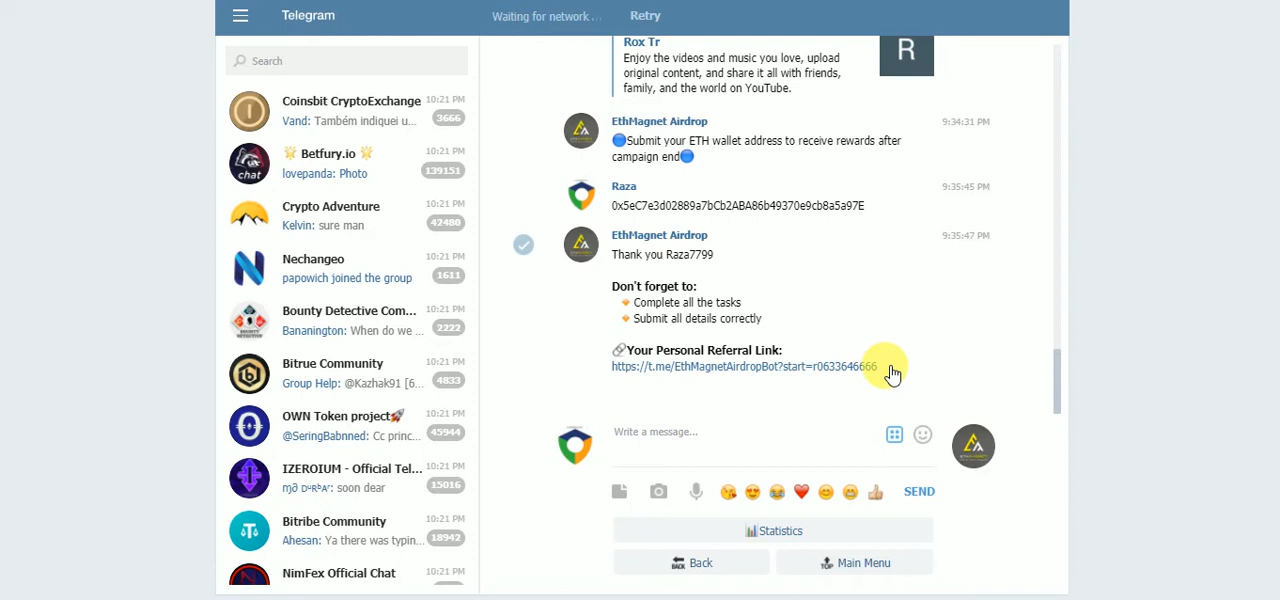 Telegram
Waiting for network ...
Retry
Search
Coinsbit CryptoExchange 10:21 PM
Vand: Também indiquei u... 3666
Betfury.io 10:21 PM
lovepanda: Photo 139151
chat
Crypto Adventure 10:21 PM
Kelvin: sure man 42480
Nechangeo 10:21 PM
papowich joined the group 1611
Bounty Detective Com... 10:21 PM
Bananington: When do we ... 2222
Bitrue Community 10:21 PM
Group Help: @Kazhak91 [6... 4833
OWN Token project🚀 10:21 PM
@SeringBabnned: Cc princ... 45944
IZEROIUM - Official Tel... 10:21 PM
soon dear 15016
Bitribe Community 10:21 PM
Ahesan: Ya there was typin... 18942
NimFex Official Chat 10:21 PM
Rox Tr
Enjoy the videos and music you love, upload
original content, and share it all with friends,
family, and the world on YouTube.
R
EthMagnet Airdrop 9:34:31 PM
🔵Submit your ETH wallet address to receive rewards after
campaign end🔵
Raza 9:35:45 PM
0x5eC7e3d02889a7bCb2ABA86b49370e9cb8a5a97E
EthMagnet Airdrop 9:35:47 PM
Thank you Raza7799
Don't forget to:
🔸Complete all the tasks
🔸Submit all details correctly
🔗Your Personal Referral Link:
https://t.me/EthMagnetAirdropBot?start=r0633646666
Write a message...
SEND
📊Statistics
🔙 Back
🔝 Main Menu